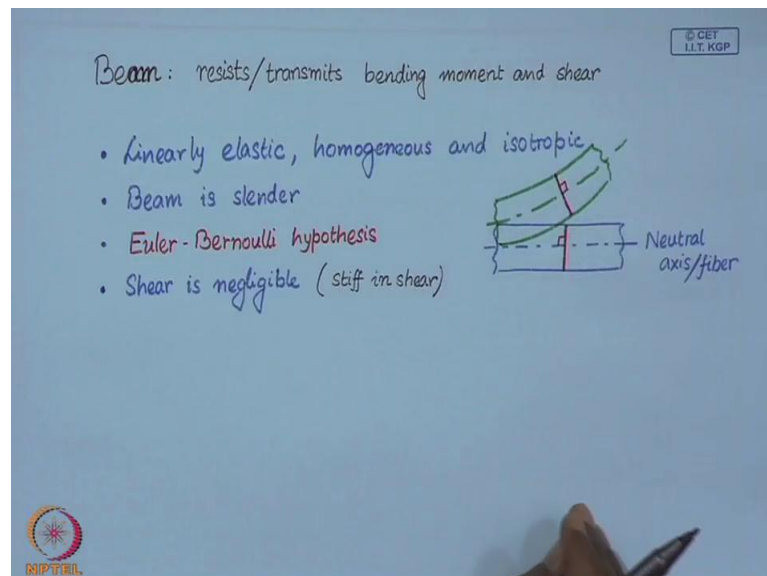 © CET
I.I.T. KGP
Beam: resists/transmits bending moment and shear
• Linearly elastic, homogeneous and isotropic
• Beam is slender
• Euler-Bernoulli hypothesis
• Shear is negligible (stiff in shear)
Neutral
axis/fiber
NPTEL